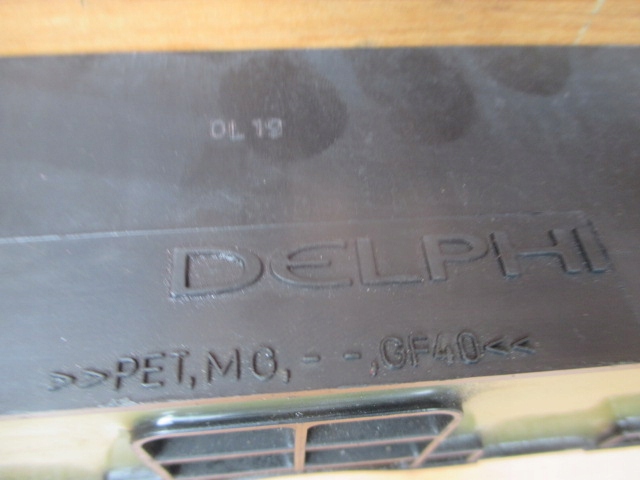 DL 19
DELPHI
>>PET,MG,- -,GF40<<